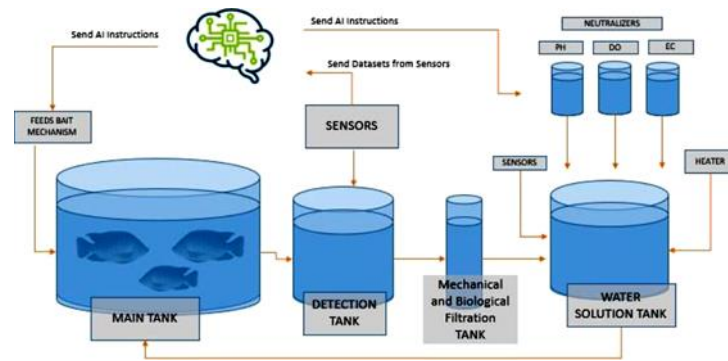 Send AI Instructions
Send AI Instructions
Send Datasets from Sensors
NEUTRALIZERS
PH
DO
EC
FEEDS BAIT
MECHANISM
SENSORS
SENSORS
HEATER
MAIN TANK
DETECTION
TANK
Mechanical
and Biological
Filtration
TANK
WATER
SOLUTION TANK